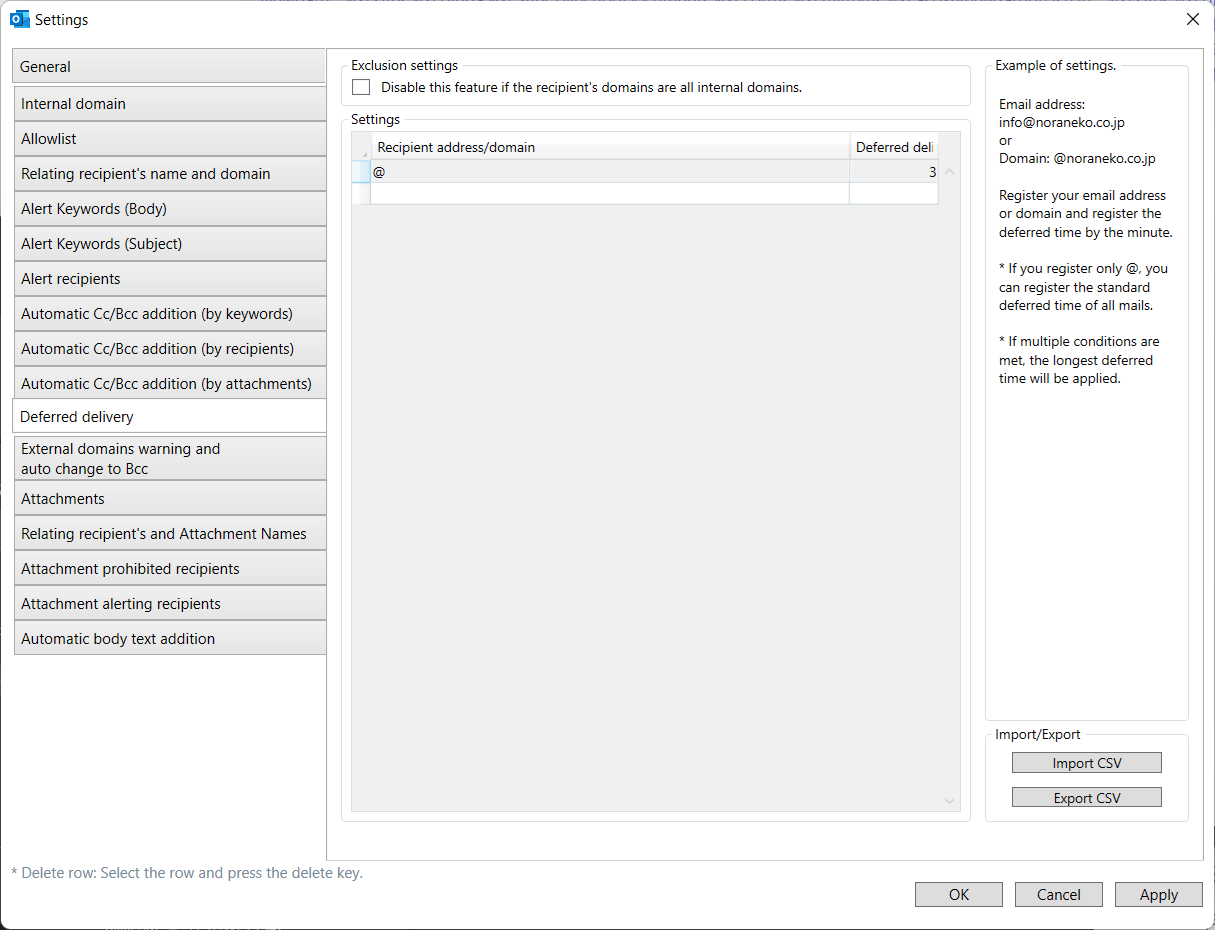 Settings
General
Internal domain
Allowlist
Relating recipient's name and domain
Alert Keywords (Body)
Alert Keywords (Subject)
Alert recipients
Automatic Cc/Bcc addition (by keywords)
Automatic Cc/Bcc addition (by recipients)
Automatic Cc/Bcc addition (by attachments)
Deferred delivery
External domains warning and
auto change to Bcc
Attachments
Relating recipient's and Attachment Names
Attachment prohibited recipients
Attachment alerting recipients
Automatic body text addition
Exclusion settings
Disable this feature if the recipient's domains are all internal domains.
Settings
Recipient address/domain Deferred deli
@ 3
Example of settings.
Email address:
info@noraneko.co.jp
or
Domain: @noraneko.co.jp
Register your email address
or domain and register the
deferred time by the minute.
* If you register only @, you
can register the standard
deferred time of all mails.
* If multiple conditions are
met, the longest deferred
time will be applied.
Import/Export
Import CSV
Export CSV
* Delete row: Select the row and press the delete key.
OK Cancel Apply